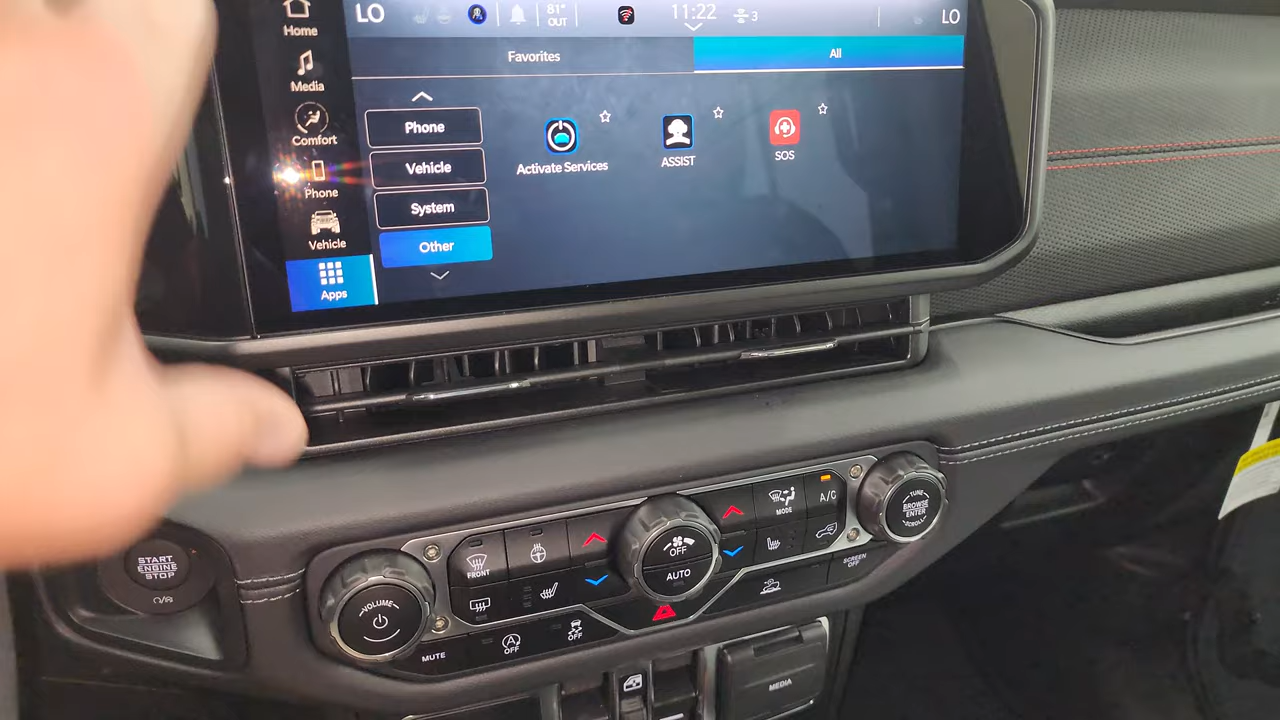 LO
81°
OUT
11:22
3
LO
Home
Media
Comfort
Phone
Vehicle
Apps
Favorites
All
Phone
Vehicle
System
Other
Activate Services
ASSIST
SOS
START
ENGINE
STOP
VOLUME
MUTE
FRONT
OFF
OFF
OFF
AUTO
MODE
A/C
SCREEN
OFF
TUNE
BROWSE
ENTER
SCROLL
MEDIA